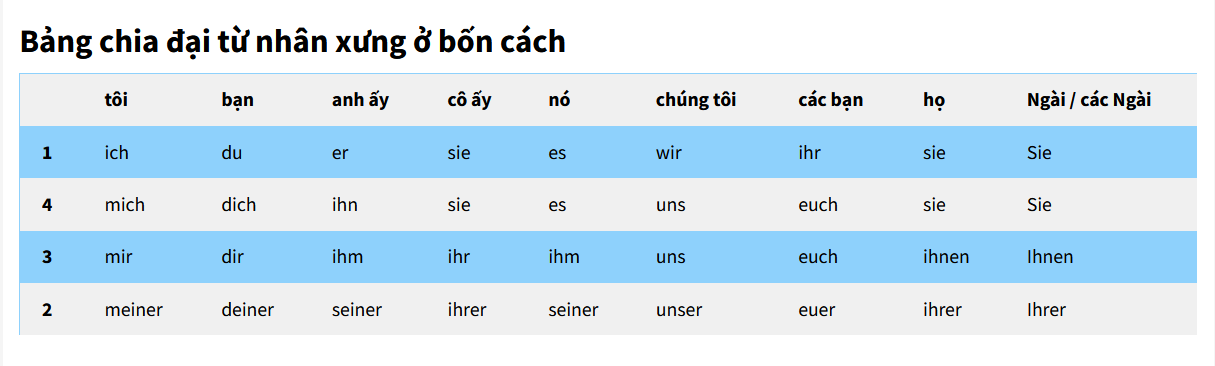 Bảng chia đại từ nhân xưng ở bốn cách
tôi bạn anh ấy cô ấy nó chúng tôi các bạn họ Ngài / các Ngài
1 ich du er sie es wir ihr sie Sie
4 mich dich ihn sie es uns euch sie Sie
3 mir dir ihm ihr ihm uns euch ihnen Ihnen
2 meiner deiner seiner ihrer seiner unser euer ihrer Ihrer